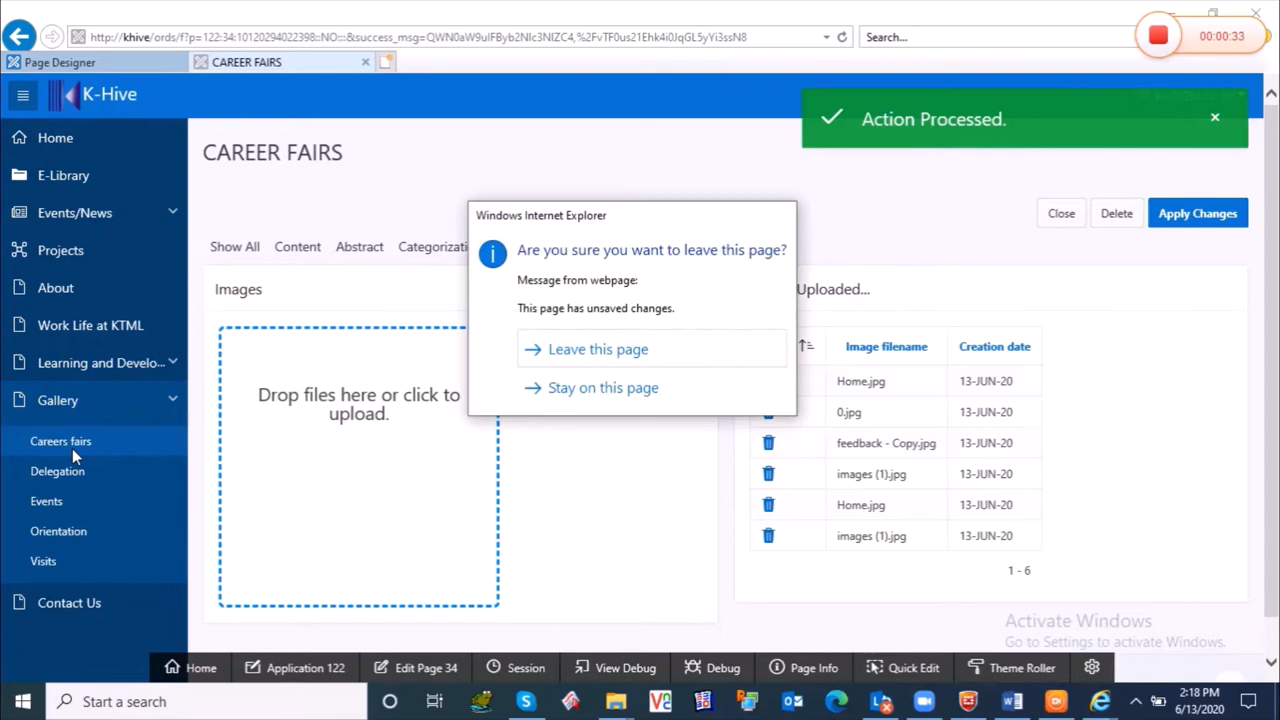 http://khive/ords/f?p=122:34:10120294022398::NO:::&success_msg=QWN0aW9uIFByb2Nlc3NlZC4,%2FvTF0us21Ehk4i0JqGL5yYi3ssN8
Search...
00:00:33
Page Designer
CAREER FAIRS
K-Hive
Action Processed.
Home
E-Library
Events/News
Projects
About
Work Life at KTML
Learning and Develo...
Gallery
Careers fairs
Delegation
Events
Orientation
Visits
Contact Us
CAREER FAIRS
Close
Delete
Apply Changes
Show All
Content
Abstract
Images
Drop files here or click to
upload.
Windows Internet Explorer
Are you sure you want to leave this page?
Message from webpage:
This page has unsaved changes.
Leave this page
Stay on this page
Uploaded...
Image filename Creation date
Home.jpg 13-JUN-20
0.jpg 13-JUN-20
feedback - Copy.jpg 13-JUN-20
images (1).jpg 13-JUN-20
Home.jpg 13-JUN-20
images (1).jpg 13-JUN-20
1 - 6
Activate Windows
Go to Settings to activate Windows.
Home
Application 122
Edit Page 34
Session
View Debug
Debug
Page Info
Quick Edit
Theme Roller
Start a search
2:18 PM
6/13/2020